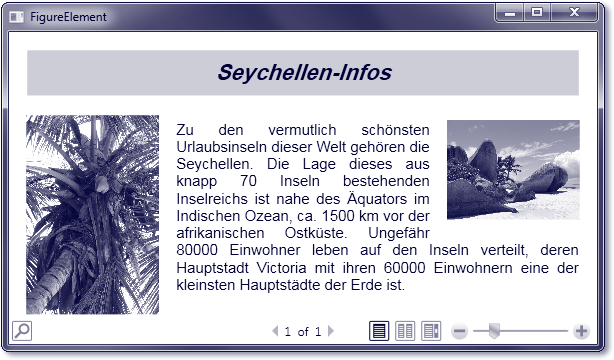 FigureElement
Seychellen-Infos
Zu den vermutlich schönsten
Urlaubsinseln dieser Welt gehören die
Seychellen. Die Lage dieses aus
knapp 70 Inseln bestehenden
Inselreichs ist nahe des Äquators im
Indischen Ozean, ca. 1500 km vor der
afrikanischen Ostküste. Ungefähr
80000 Einwohner leben auf den Inseln verteilt, deren
Hauptstadt Victoria mit ihren 60000 Einwohnern eine der
kleinsten Hauptstädte der Erde ist.
1 of 1